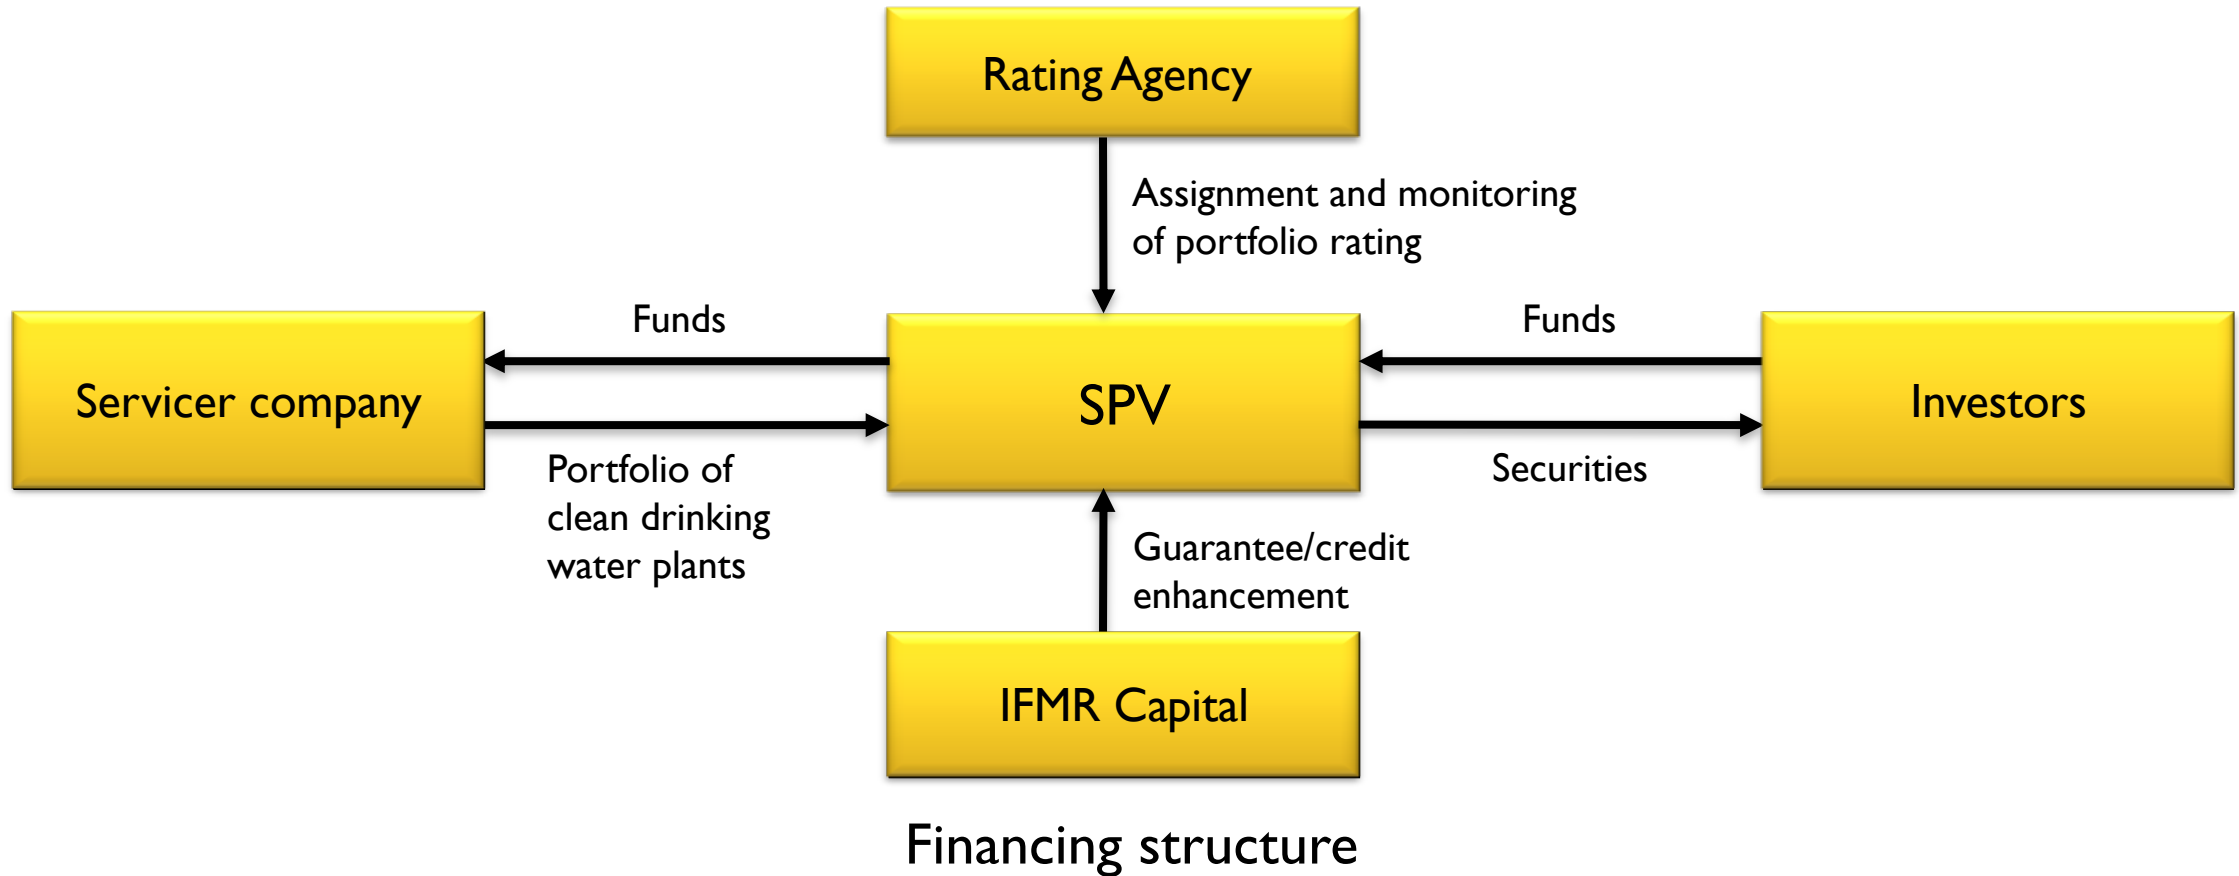 Rating Agency
Assignment and monitoring
of portfolio rating
Funds
Funds
Servicer company
SPV
Investors
Portfolio of
clean drinking
water plants
Securities
Guarantee/credit
enhancement
IFMR Capital
Financing structure